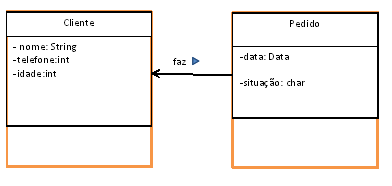 Cliente
- nome: String
-telefone:int
-idade:int
faz
Pedido
-data: Data
-situação: char